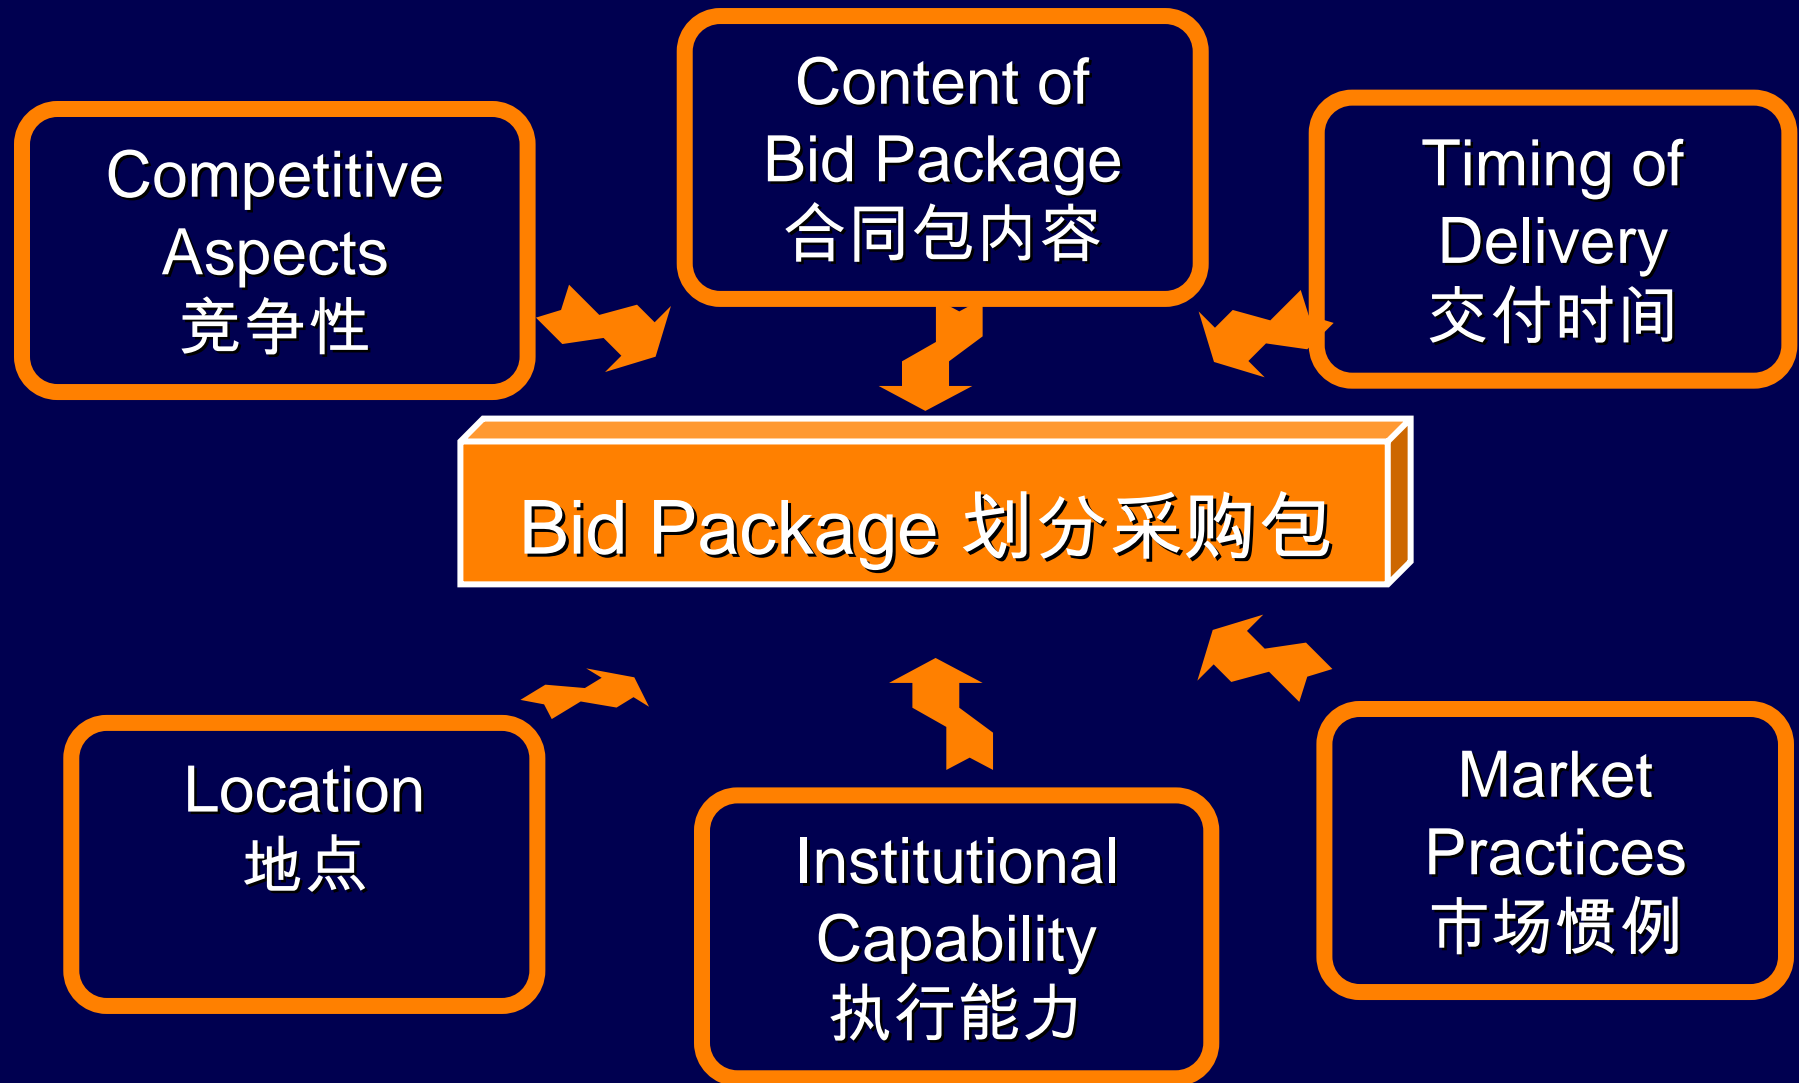 Competitive
Aspects
竞争性
Content of
Bid Package
合同包内容
Timing of
Delivery
交付时间
Bid Package 划分采购包
Location
地点
Institutional
Capability
执行能力
Market
Practices
市场惯例